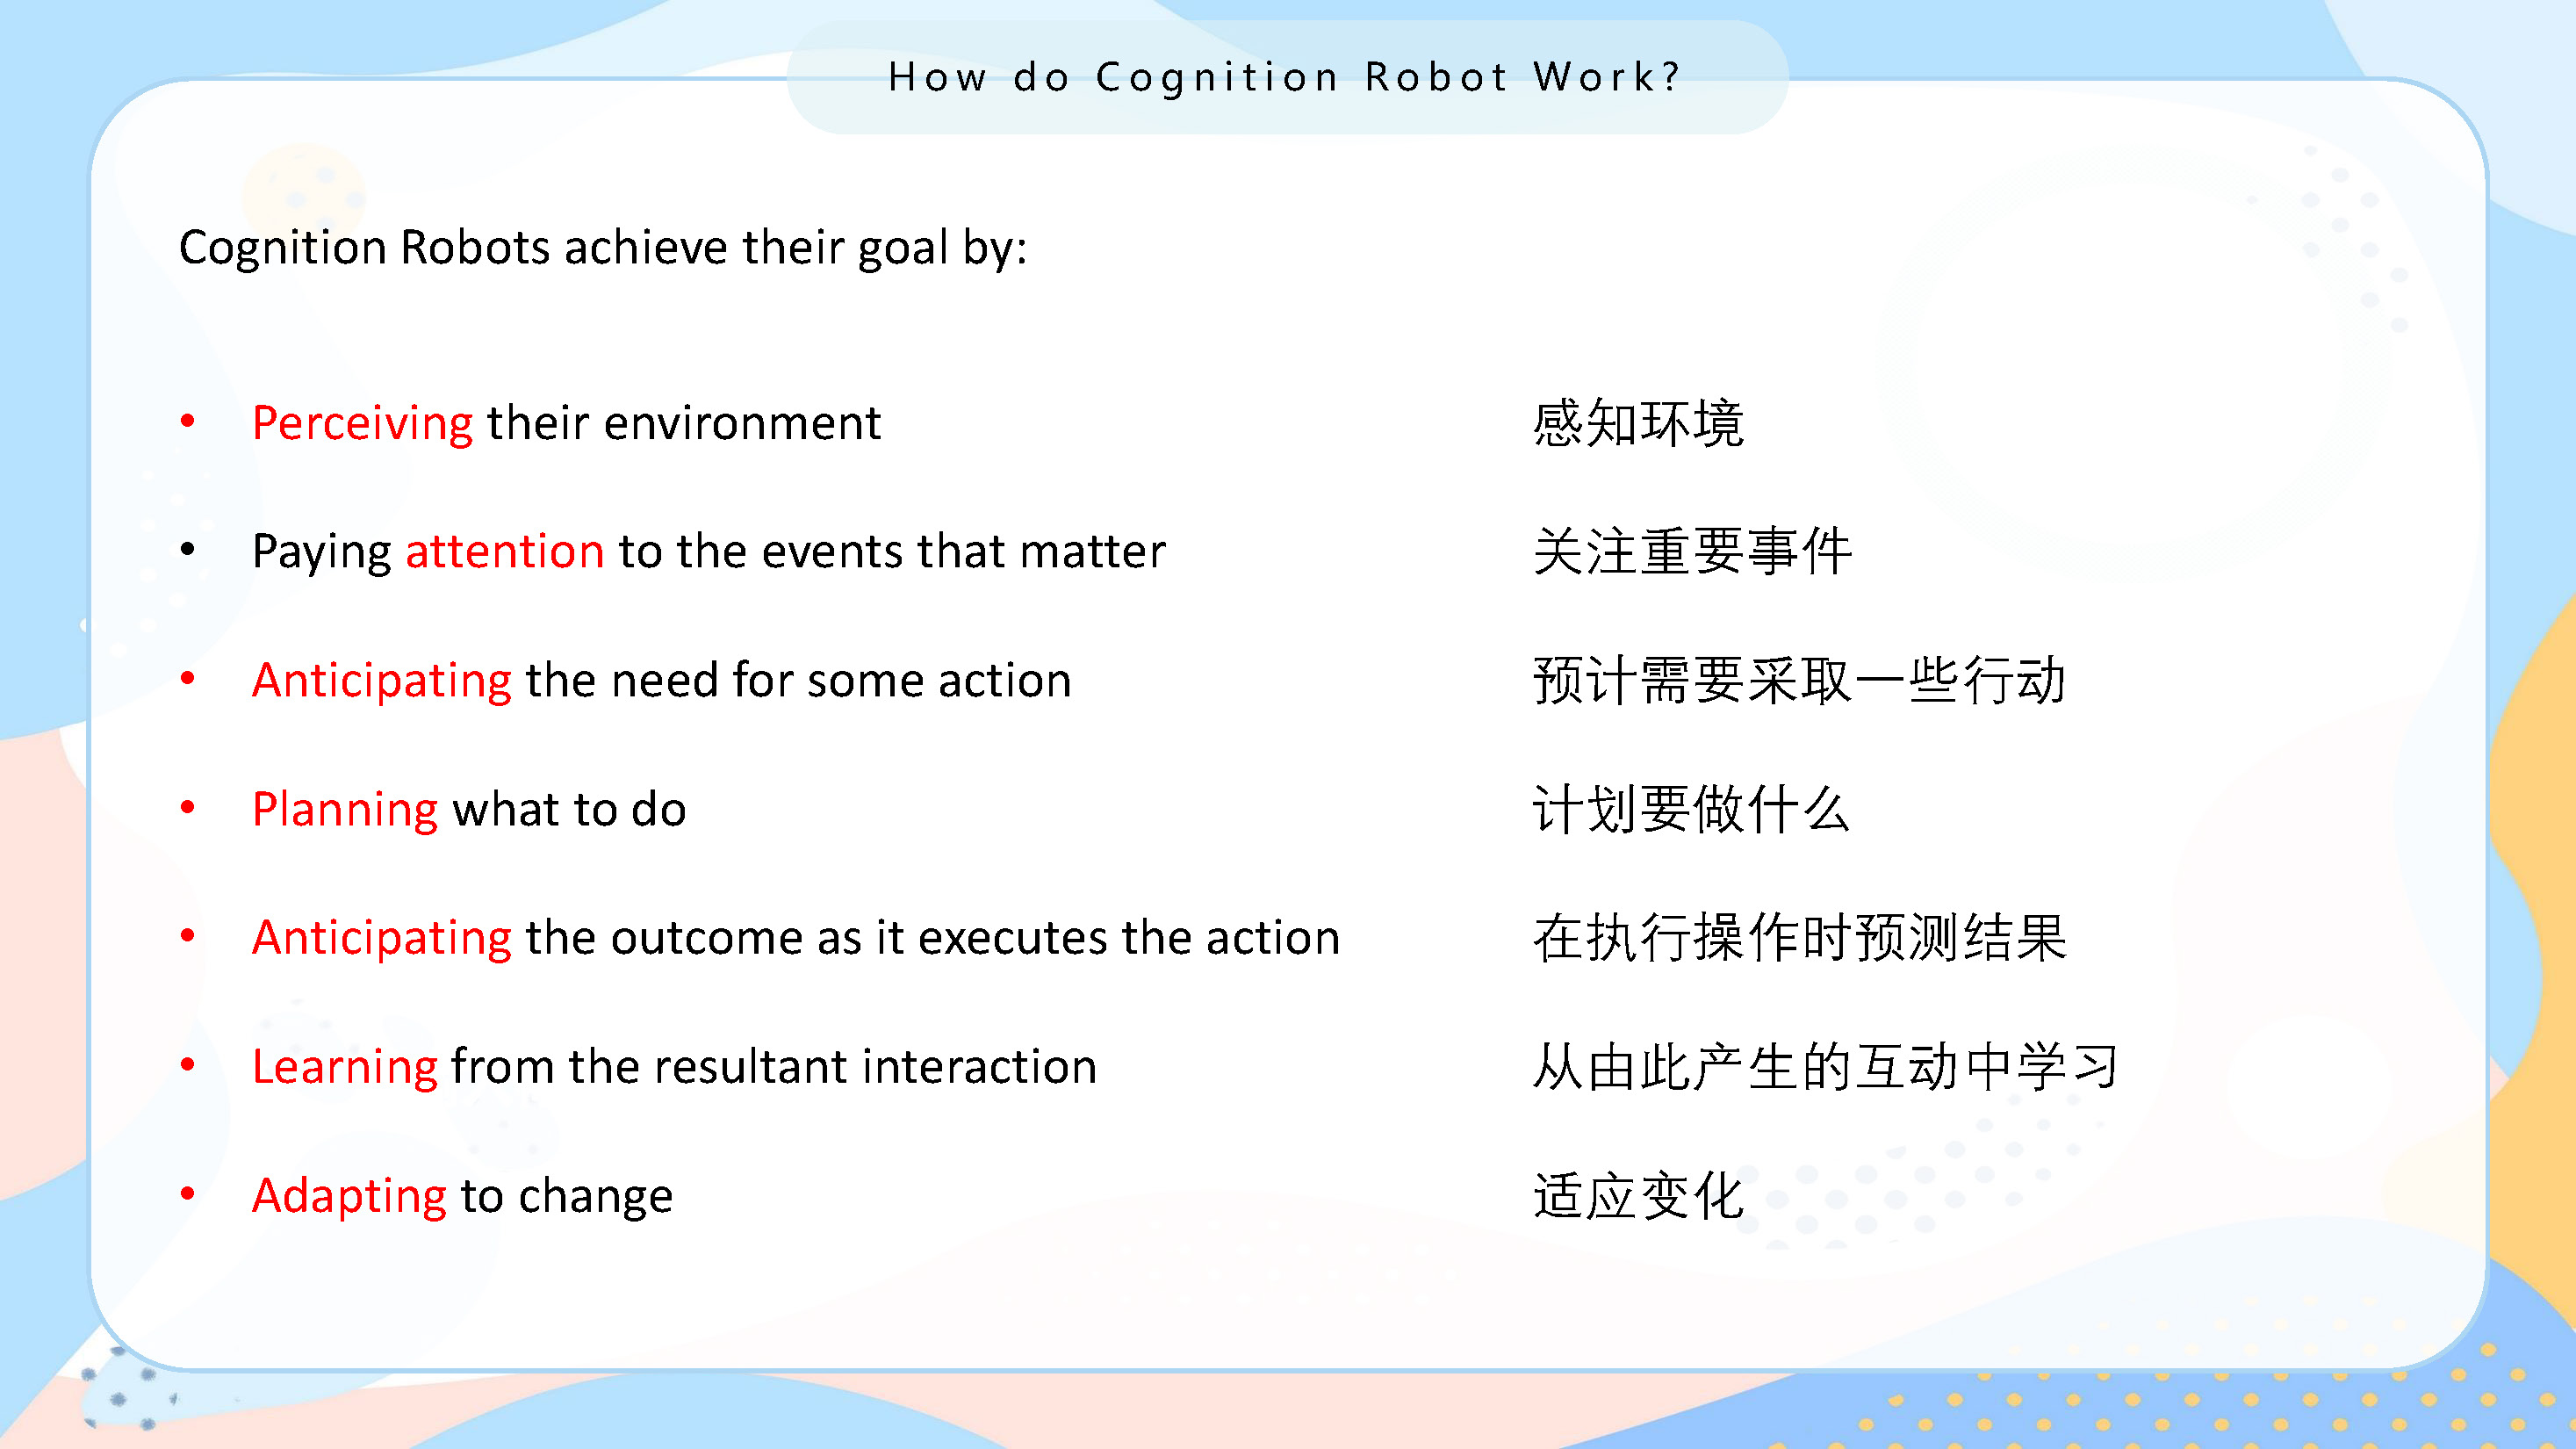 How do Cognition Robot Work?
Cognition Robots achieve their goal by:
• Perceiving their environment 感知环境
• Paying attention to the events that matter 关注重要事件
• Anticipating the need for some action 预计需要采取一些行动
• Planning what to do 计划要做什么
• Anticipating the outcome as it executes the action 在执行操作时预测结果
• Learning from the resultant interaction 从由此产生的互动中学习
• Adapting to change 适应变化